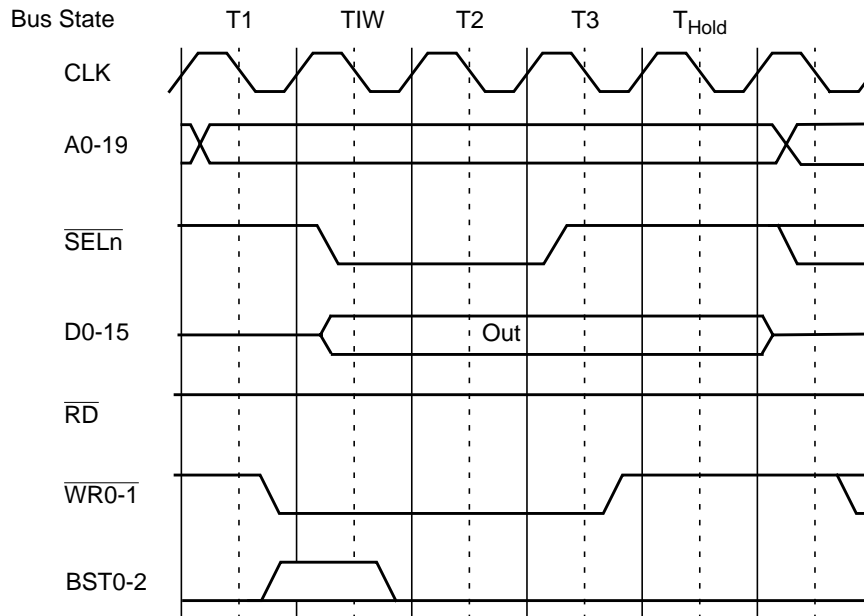 Bus State T1 TIW T2 T3 THold
CLK
A0-19
SELn
D0-15 Out
RD
WR0-1
BST0-2